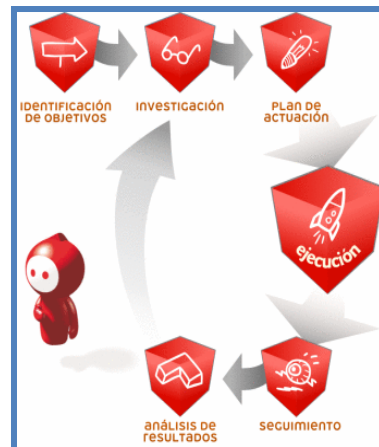 IDENTIFICACIÓN
DE OBJETIVOS
INVESTIGACIÓN
PLAN DE
ACTUACIÓN
ejecución
SEGUIMIENTO
ANÁLISIS DE
RESULTADOS